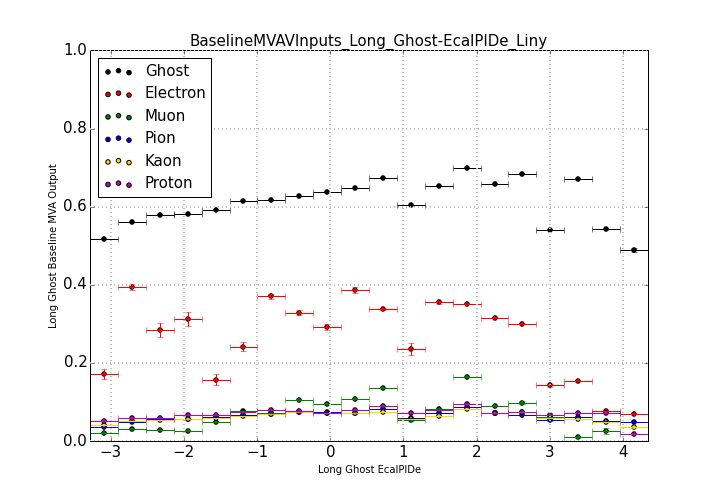 BaselineMVAVInputs_Long_Ghost-EcalPIDe_Liny
1.0
0.8
0.6
0.4
0.2
0.0
Long Ghost Baseline MVA Output
Ghost
Electron
Muon
Pion
Kaon
Proton
−3 −2 −1 0 1 2 3 4
Long Ghost EcalPIDe